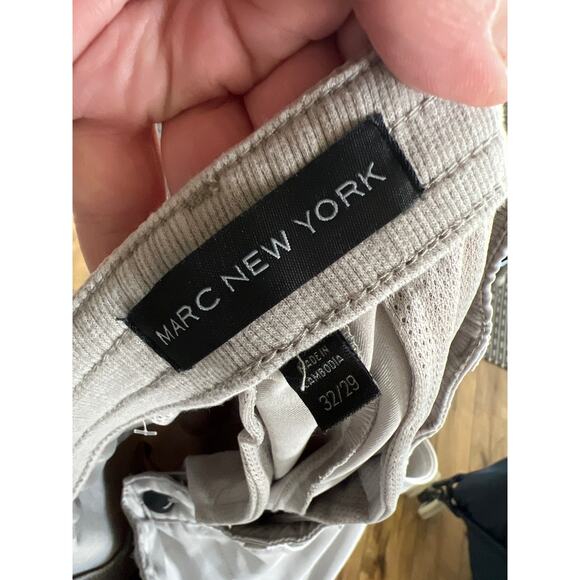 MARC NEW YORK
MADE IN
CAMBODIA
32/29